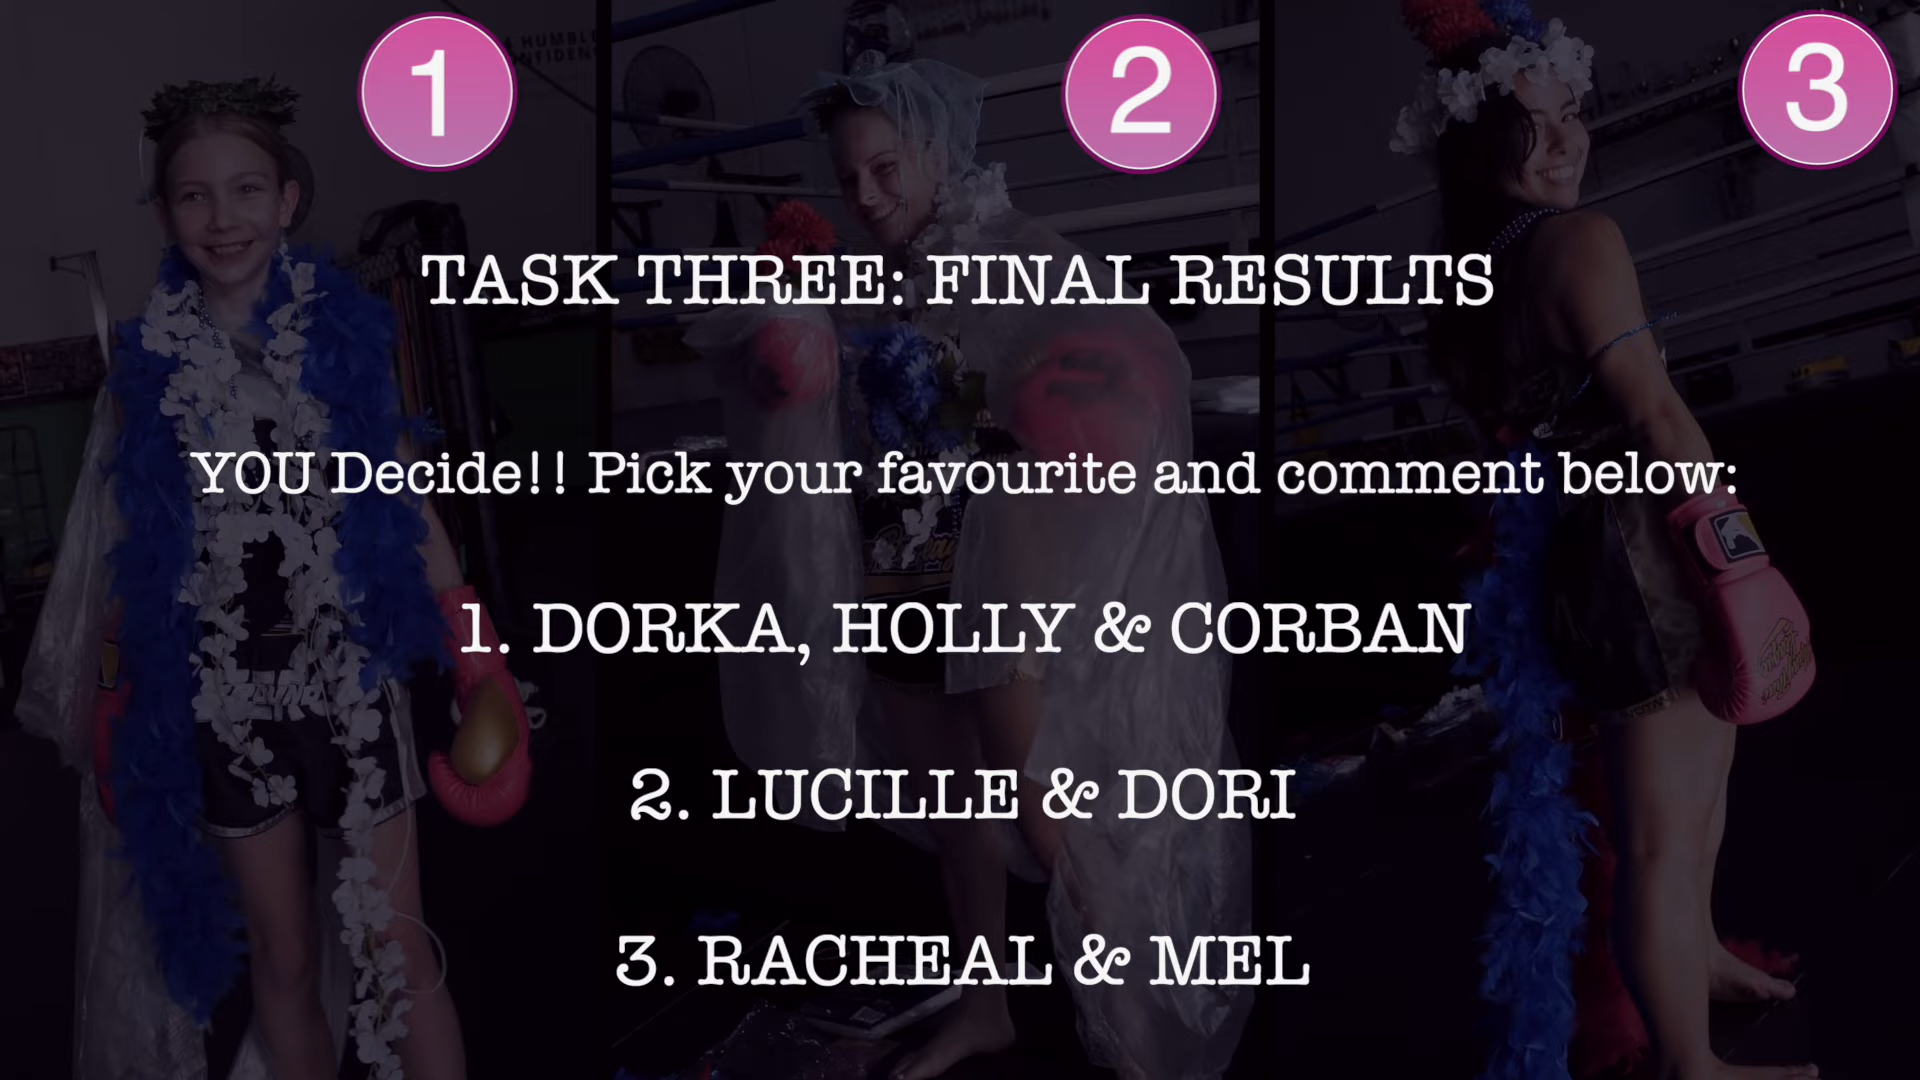 1
2
3
TASK THREE: FINAL RESULTS
YOU Decide!! Pick your favourite and comment below:
1. DORKA, HOLLY & CORBAN
2. LUCILLE & DORI
3. RACHEAL & MEL